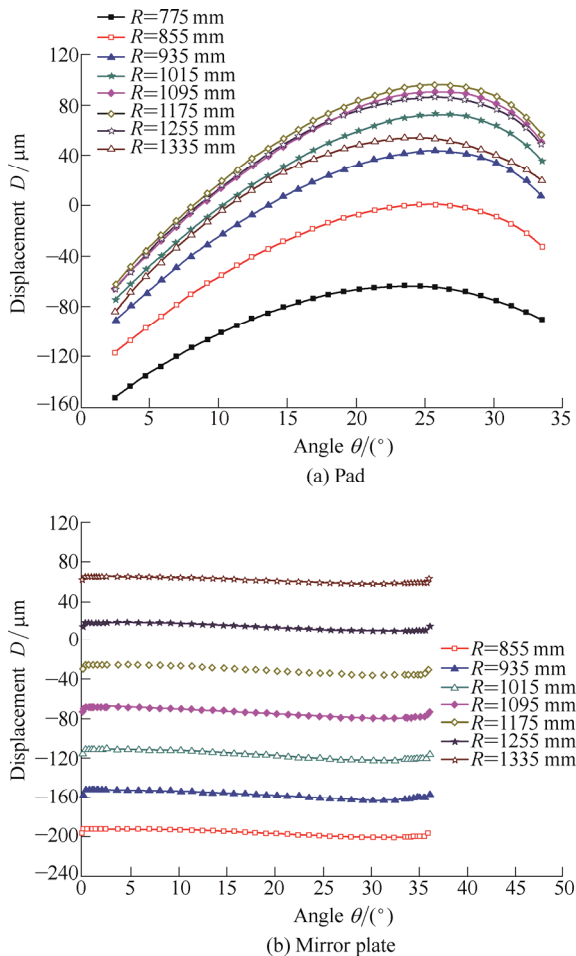 R=775 mm
R=855 mm
R=935 mm
R=1015 mm
R=1095 mm
R=1175 mm
R=1255 mm
R=1335 mm
120
80
40
0
−40
−80
−120
−160
Displacement D / μm
0 5 10 15 20 25 30 35
Angle θ/(°)
(a) Pad
120
80
40
0
−40
−80
−120
−160
−200
−240
Displacement D / μm
R=855 mm
R=935 mm
R=1015 mm
R=1095 mm
R=1175 mm
R=1255 mm
R=1335 mm
0 5 10 15 20 25 30 35 40 45 50
Angle θ/(°)
(b) Mirror plate